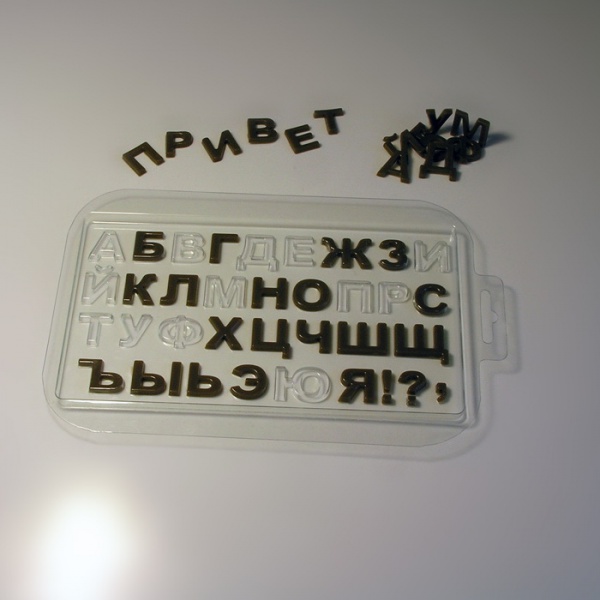 ПРИВЕТ
АБВГДЕЖЗИ
ЙКЛМНОПРС
ТУФХЦЧШЩ
ЪЫЬЭЮЯ!?,